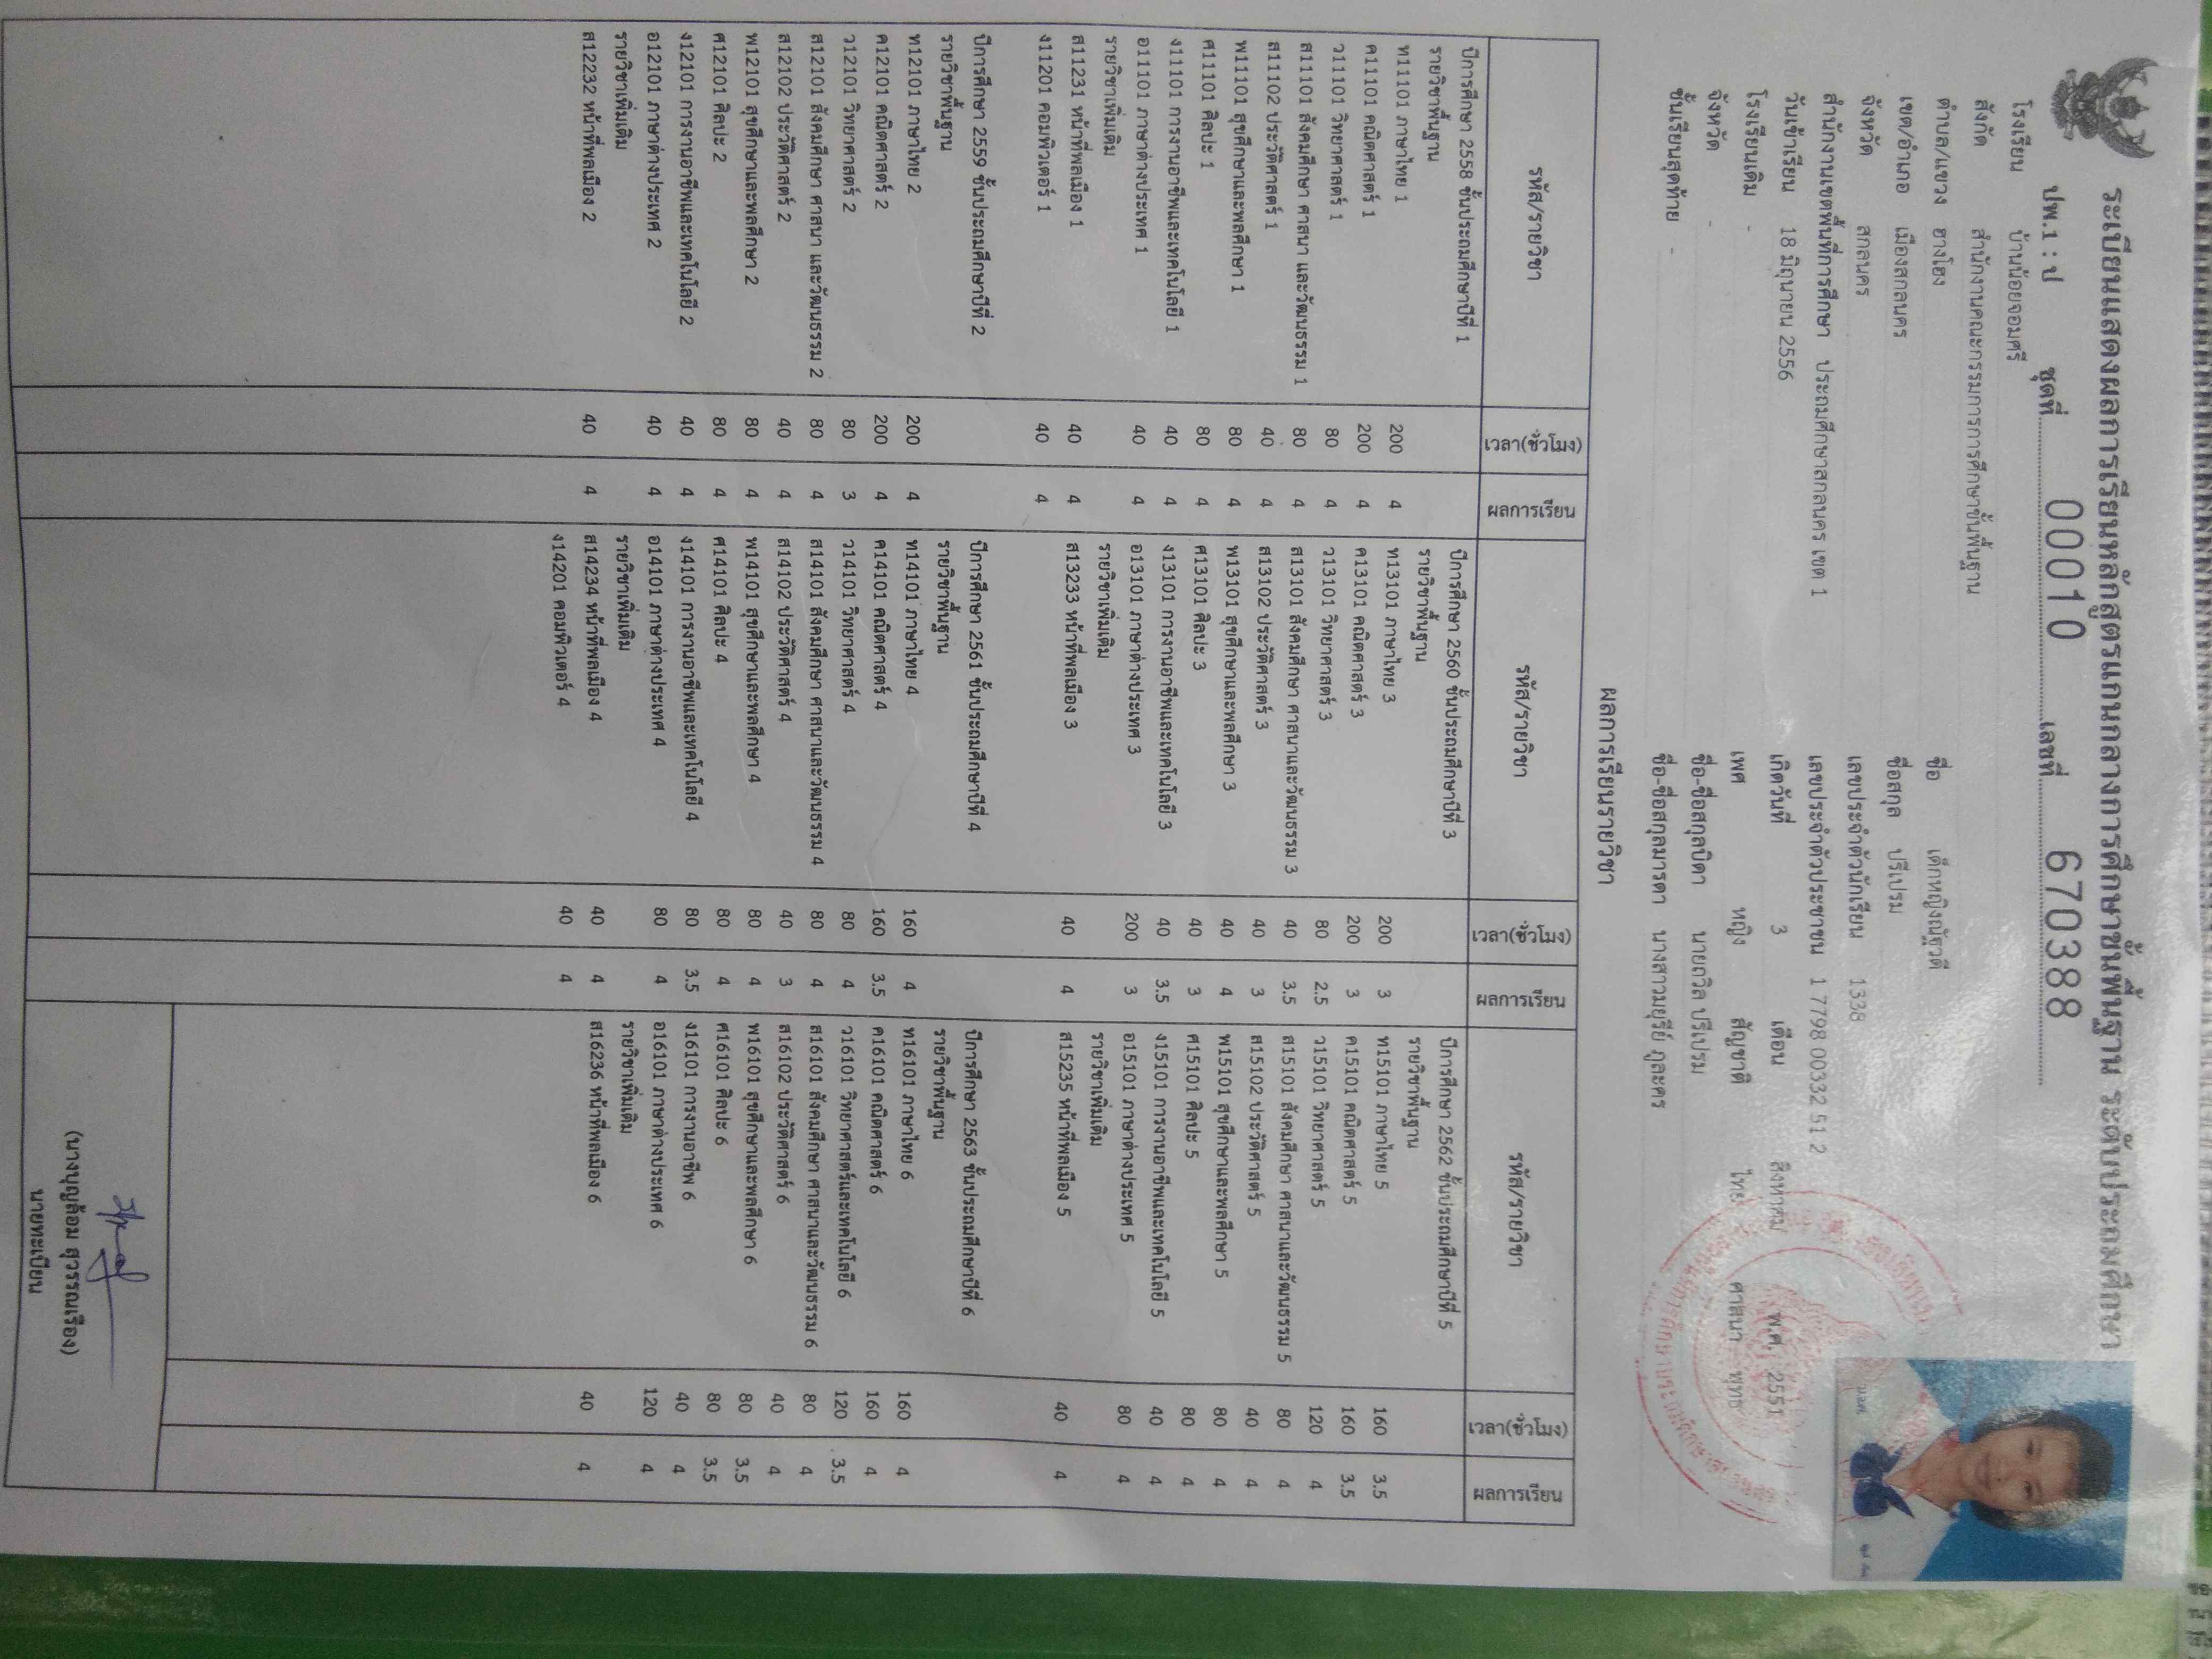 ระเบียนแสดงผลการเรียนหลักสูตรแกนกลางการศึกษาขั้นพื้นฐาน ระดับประถมศึกษา
ปพ.1 : ป ชุดที่ 00010 เลขที่ 670388
โรงเรียน บ้านน้อยจอมศรี
สังกัด สำนักงานคณะกรรมการการศึกษาขั้นพื้นฐาน
ตำบล/แขวง ฮางโฮง
เขต/อำเภอ เมืองสกลนคร
จังหวัด สกลนคร
สำนักงานเขตพื้นที่การศึกษา ประถมศึกษาสกลนคร เขต 1
วันเข้าเรียน 18 มิถุนายน 2556
โรงเรียนเดิม -
จังหวัด -
ชั้นเรียนสุดท้าย -
ชื่อ เด็กหญิงณัฐวดี
ชื่อสกุล ปรีเปรม
เลขประจำตัวนักเรียน 1338
เลขประจำตัวประชาชน 1 7798 00332 51 2
เกิดวันที่ 3 เดือน สิงหาคม พ.ศ. 2551
เพศ หญิง สัญชาติ ไทย ศาสนา พุทธ
ชื่อ-ชื่อสกุลบิดา นายถวิล ปรีเปรม
ชื่อ-ชื่อสกุลมารดา นางสาวมยุรีย์ ภูละคร
ผลการเรียนรายวิชา
รหัส/รายวิชา เวลา(ชั่วโมง) ผลการเรียน
ปีการศึกษา 2558 ชั้นประถมศึกษาปีที่ 1
รายวิชาพื้นฐาน
ท11101 ภาษาไทย 1 200 4
ค11101 คณิตศาสตร์ 1 200 4
ว11101 วิทยาศาสตร์ 1 80 4
ส11101 สังคมศึกษา ศาสนา และวัฒนธรรม 1 80 4
ส11102 ประวัติศาสตร์ 1 40 4
พ11101 สุขศึกษาและพลศึกษา 1 80 4
ศ11101 ศิลปะ 1 80 4
ง11101 การงานอาชีพและเทคโนโลยี 1 40 4
อ11101 ภาษาต่างประเทศ 1 40 4
รายวิชาเพิ่มเติม
ส11231 หน้าที่พลเมือง 1 40 4
ง11201 คอมพิวเตอร์ 1 40 4
ปีการศึกษา 2559 ชั้นประถมศึกษาปีที่ 2
รายวิชาพื้นฐาน
ท12101 ภาษาไทย 2 200 4
ค12101 คณิตศาสตร์ 2 200 4
ว12101 วิทยาศาสตร์ 2 80 3
ส12101 สังคมศึกษา ศาสนา และวัฒนธรรม 2 80 4
ส12102 ประวัติศาสตร์ 2 40 4
พ12101 สุขศึกษาและพลศึกษา 2 80 4
ศ12101 ศิลปะ 2 80 4
ง12101 การงานอาชีพและเทคโนโลยี 2 40 4
อ12101 ภาษาต่างประเทศ 2 40 4
รายวิชาเพิ่มเติม
ส12232 หน้าที่พลเมือง 2 40 4
รหัส/รายวิชา เวลา(ชั่วโมง) ผลการเรียน
ปีการศึกษา 2560 ชั้นประถมศึกษาปีที่ 3
รายวิชาพื้นฐาน
ท13101 ภาษาไทย 3 200 3
ค13101 คณิตศาสตร์ 3 200 3
ว13101 วิทยาศาสตร์ 3 80 2.5
ส13101 สังคมศึกษา ศาสนาและวัฒนธรรม 3 40 3.5
ส13102 ประวัติศาสตร์ 3 40 3
พ13101 สุขศึกษาและพลศึกษา 3 40 4
ศ13101 ศิลปะ 3 40 3
ง13101 การงานอาชีพและเทคโนโลยี 3 40 3.5
อ13101 ภาษาต่างประเทศ 3 200 3
รายวิชาเพิ่มเติม
ส13233 หน้าที่พลเมือง 3 40 4
ปีการศึกษา 2561 ชั้นประถมศึกษาปีที่ 4
รายวิชาพื้นฐาน
ท14101 ภาษาไทย 4 160 4
ค14101 คณิตศาสตร์ 4 160 3.5
ว14101 วิทยาศาสตร์ 4 80 4
ส14101 สังคมศึกษา ศาสนาและวัฒนธรรม 4 80 4
ส14102 ประวัติศาสตร์ 4 40 3
พ14101 สุขศึกษาและพลศึกษา 4 80 4
ศ14101 ศิลปะ 4 80 4
ง14101 การงานอาชีพและเทคโนโลยี 4 80 3.5
อ14101 ภาษาต่างประเทศ 4 80 4
รายวิชาเพิ่มเติม
ส14234 หน้าที่พลเมือง 4 40 4
ง14201 คอมพิวเตอร์ 4 40 4
รหัส/รายวิชา เวลา(ชั่วโมง) ผลการเรียน
ปีการศึกษา 2562 ชั้นประถมศึกษาปีที่ 5
รายวิชาพื้นฐาน
ท15101 ภาษาไทย 5 160 3.5
ค15101 คณิตศาสตร์ 5 160 3.5
ว15101 วิทยาศาสตร์ 5 120 4
ส15101 สังคมศึกษา ศาสนาและวัฒนธรรม 5 80 4
ส15102 ประวัติศาสตร์ 5 40 4
พ15101 สุขศึกษาและพลศึกษา 5 80 4
ศ15101 ศิลปะ 5 80 4
ง15101 การงานอาชีพและเทคโนโลยี 5 40 4
อ15101 ภาษาต่างประเทศ 5 80 4
รายวิชาเพิ่มเติม
ส15235 หน้าที่พลเมือง 5 40 4
ปีการศึกษา 2563 ชั้นประถมศึกษาปีที่ 6
รายวิชาพื้นฐาน
ท16101 ภาษาไทย 6 160 4
ค16101 คณิตศาสตร์ 6 160 4
ว16101 วิทยาศาสตร์และเทคโนโลยี 6 120 3.5
ส16101 สังคมศึกษา ศาสนาและวัฒนธรรม 6 80 4
ส16102 ประวัติศาสตร์ 6 40 4
พ16101 สุขศึกษาและพลศึกษา 6 80 3.5
ศ16101 ศิลปะ 6 80 3.5
ง16101 การงานอาชีพ 6 40 4
อ16101 ภาษาต่างประเทศ 6 120 4
รายวิชาเพิ่มเติม
ส16236 หน้าที่พลเมือง 6 40 4
(นางบุญล้อม สุวรรณเรือง)
นายทะเบียน